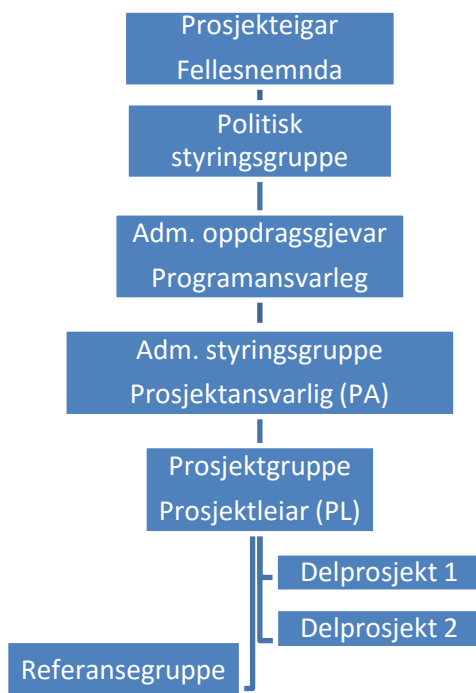 Prosjekteigar
Fellesnemnda
Politisk
styringsgruppe
Adm. oppdragsgjevar
Programansvarleg
Adm. styringsgruppe
Prosjektansvarlig (PA)
Prosjektgruppe
Prosjektleiar (PL)
Delprosjekt 1
Delprosjekt 2
Referansegruppe